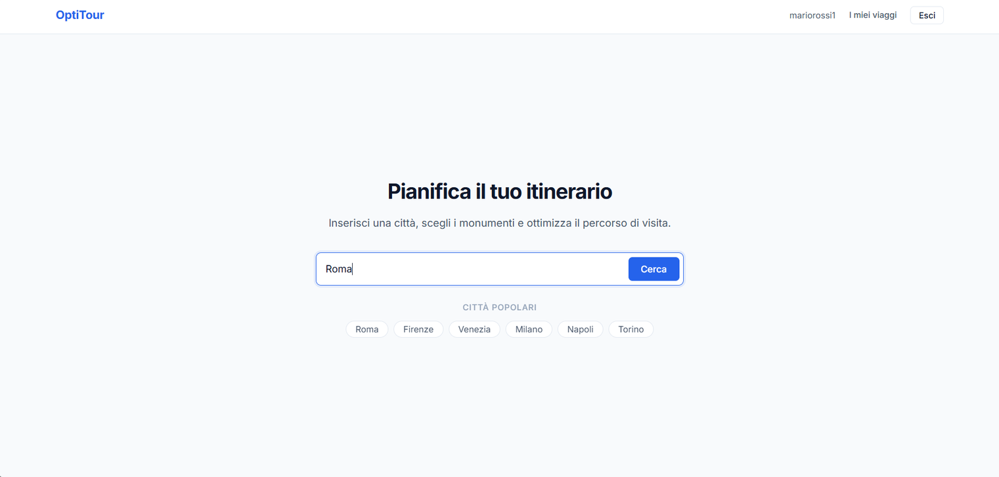 OptiTour
mariorossi1 I miei viaggi Esci
Pianifica il tuo itinerario
Inserisci una città, scegli i monumenti e ottimizza il percorso di visita.
Roma Cerca
CITTÀ POPOLARI
Roma Firenze Venezia Milano Napoli Torino